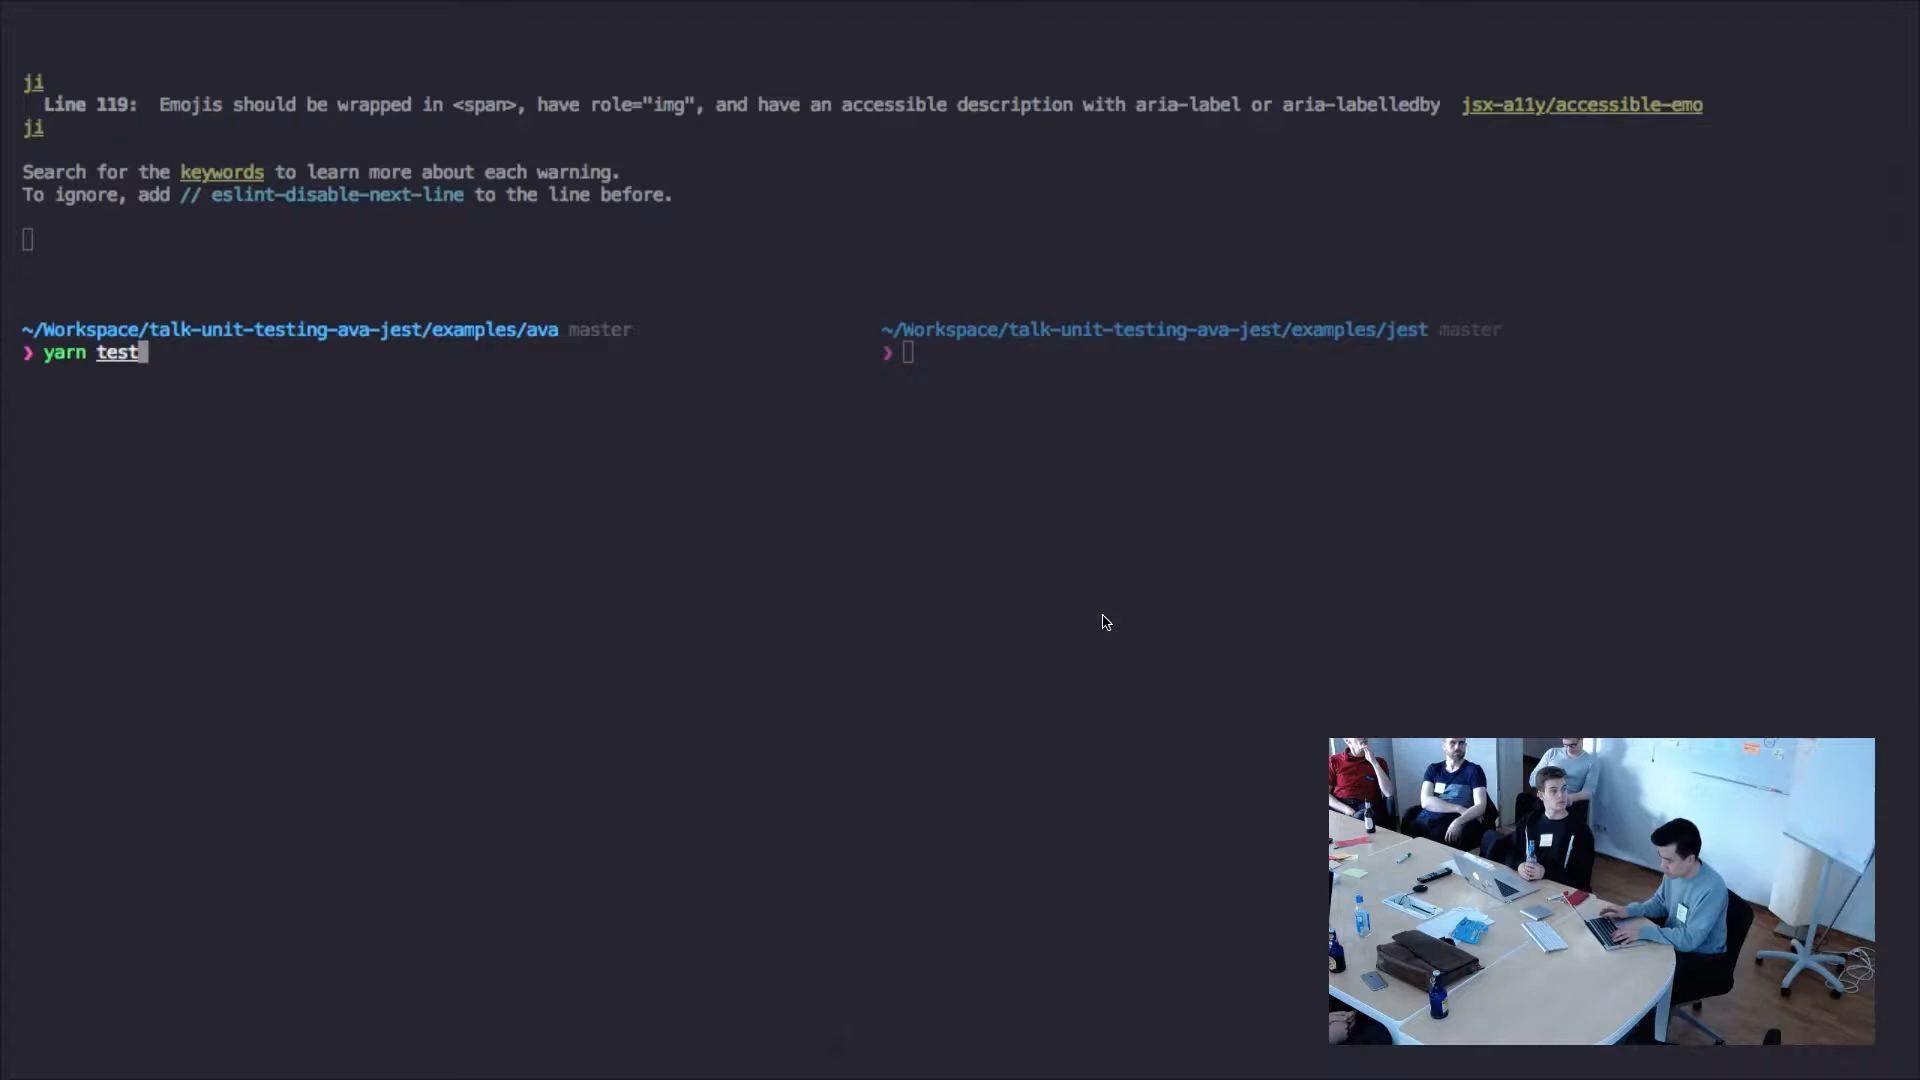 ji
Line 119: Emojis should be wrapped in <span>, have role="img", and have an accessible description with aria-label or aria-labelledby jsx-a11y/accessible-emo
ji
Search for the keywords to learn more about each warning.
To ignore, add // eslint-disable-next-line to the line before.
~/Workspace/talk-unit-testing-ava-jest/examples/ava master
❯ yarn test
~/Workspace/talk-unit-testing-ava-jest/examples/jest master
❯